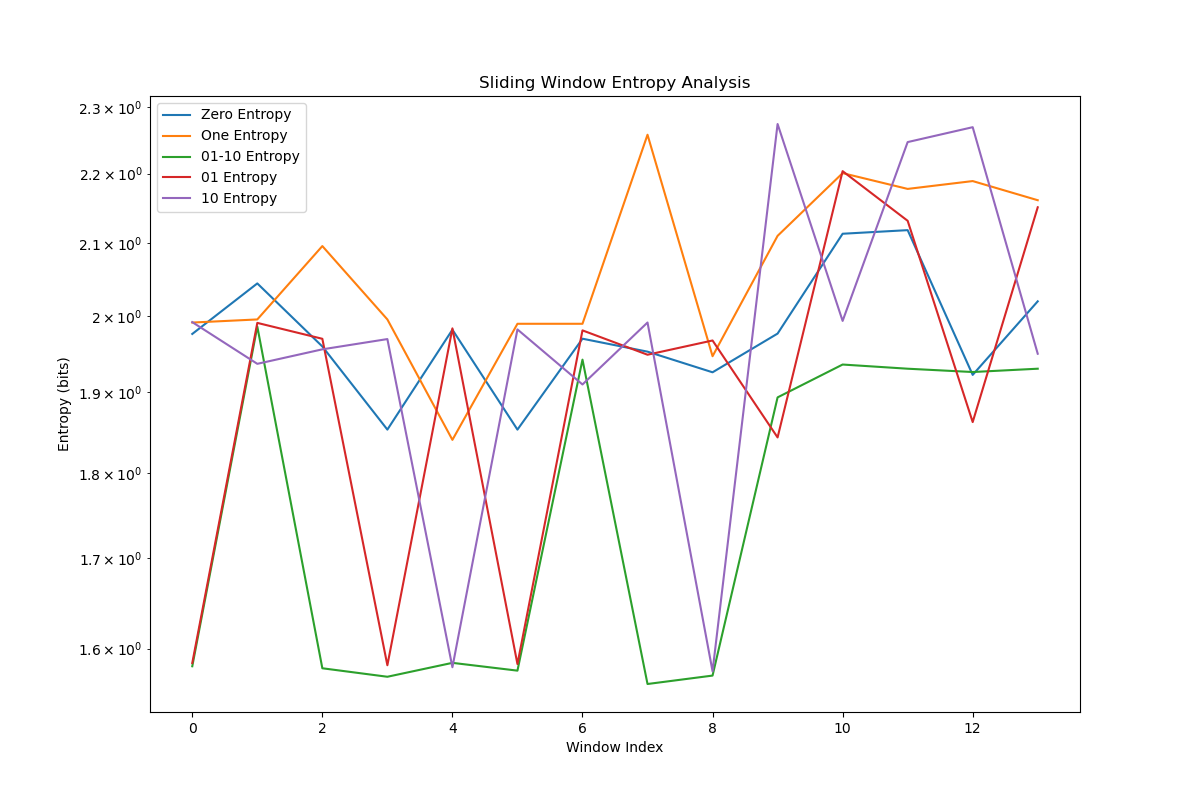 Sliding Window Entropy Analysis
Zero Entropy
One Entropy
01-10 Entropy
01 Entropy
10 Entropy
2.3 × 10⁰
2.2 × 10⁰
2.1 × 10⁰
2 × 10⁰
1.9 × 10⁰
1.8 × 10⁰
1.7 × 10⁰
1.6 × 10⁰
Entropy (bits)
0 2 4 6 8 10 12
Window Index